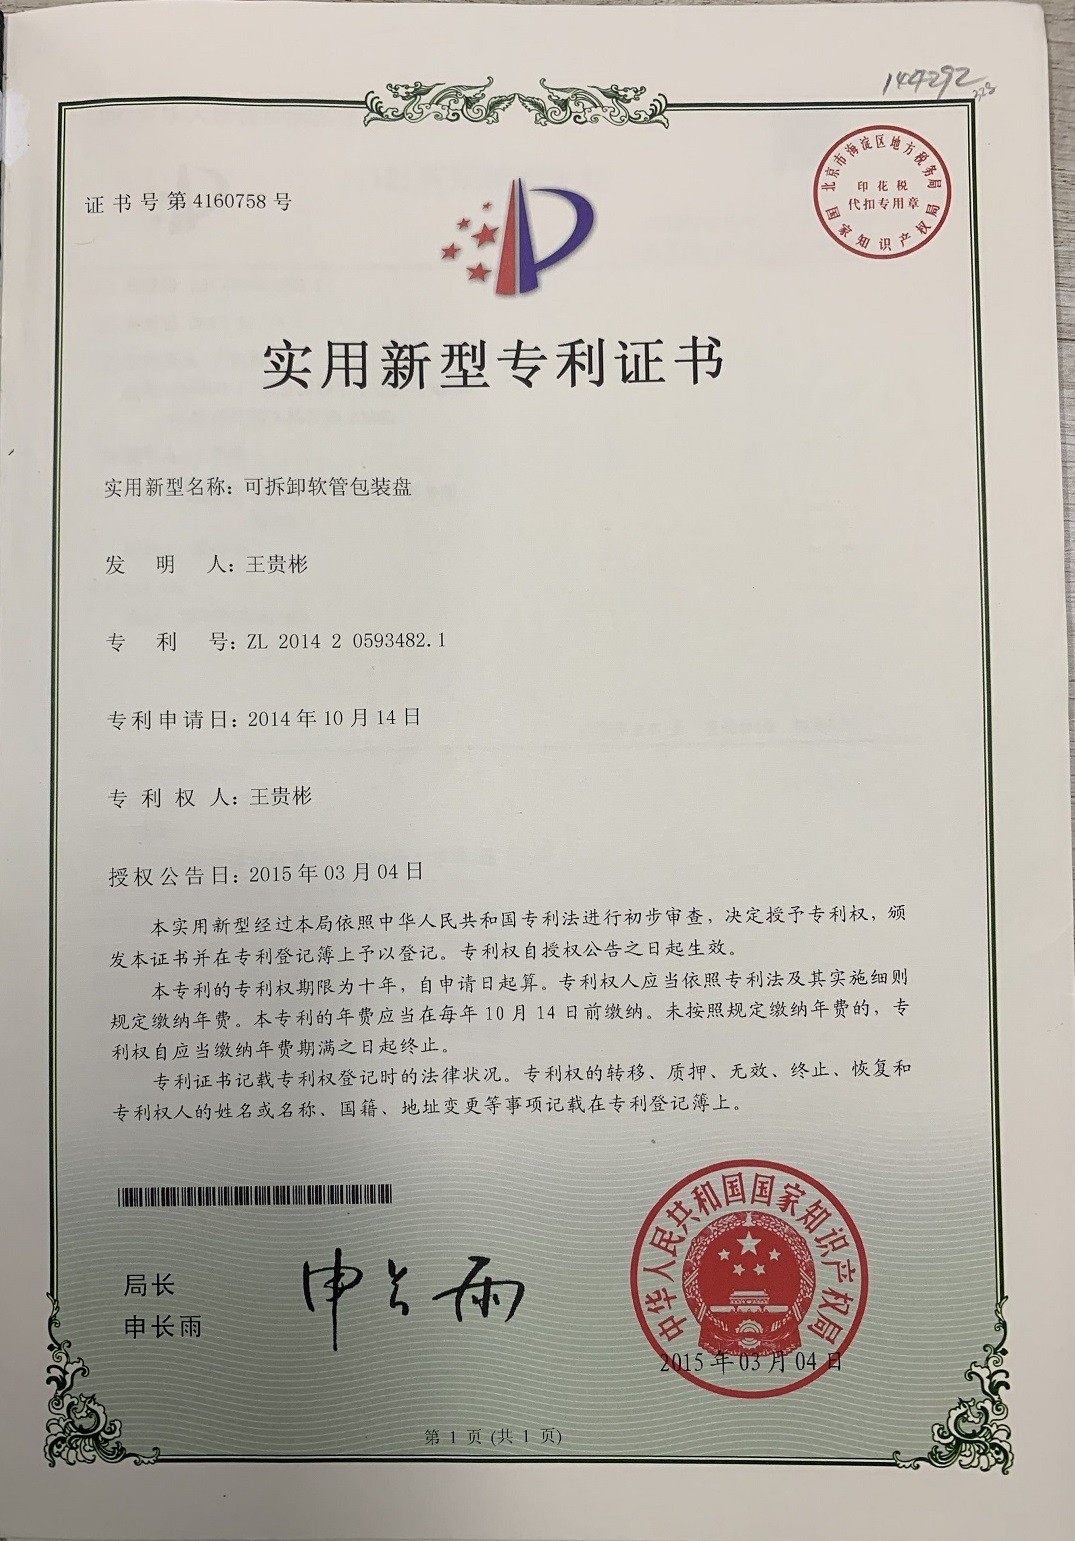 147292
证书号第4160758号
北京市海淀区地方税务局
印花税
代扣专用章
国家知识产权局
实用新型专利证书
实用新型名称：可拆卸软管包装盘
发明人：王贵彬
专利号：ZL 2014 2 0593482.1
专利申请日：2014年10月14日
专利权人：王贵彬
授权公告日：2015年03月04日
本实用新型经过本局依照中华人民共和国专利法进行初步审查，决定授予专利权，颁
发本证书并在专利登记簿上予以登记。专利权自授权公告之日起生效。
本专利的专利权期限为十年，自申请日起算。专利权人应当依照专利法及其实施细则
规定缴纳年费。本专利的年费应当在每年10月14日前缴纳。未按照规定缴纳年费的，专
利权自应当缴纳年费期满之日起终止。
专利证书记载专利权登记时的法律状况。专利权的转移、质押、无效、终止、恢复和
专利权人的姓名或名称、国籍、地址变更等事项记载在专利登记簿上。
局长
申长雨
申长雨
中华人民共和国国家知识产权局
2015年03月04日
第1页(共1页)